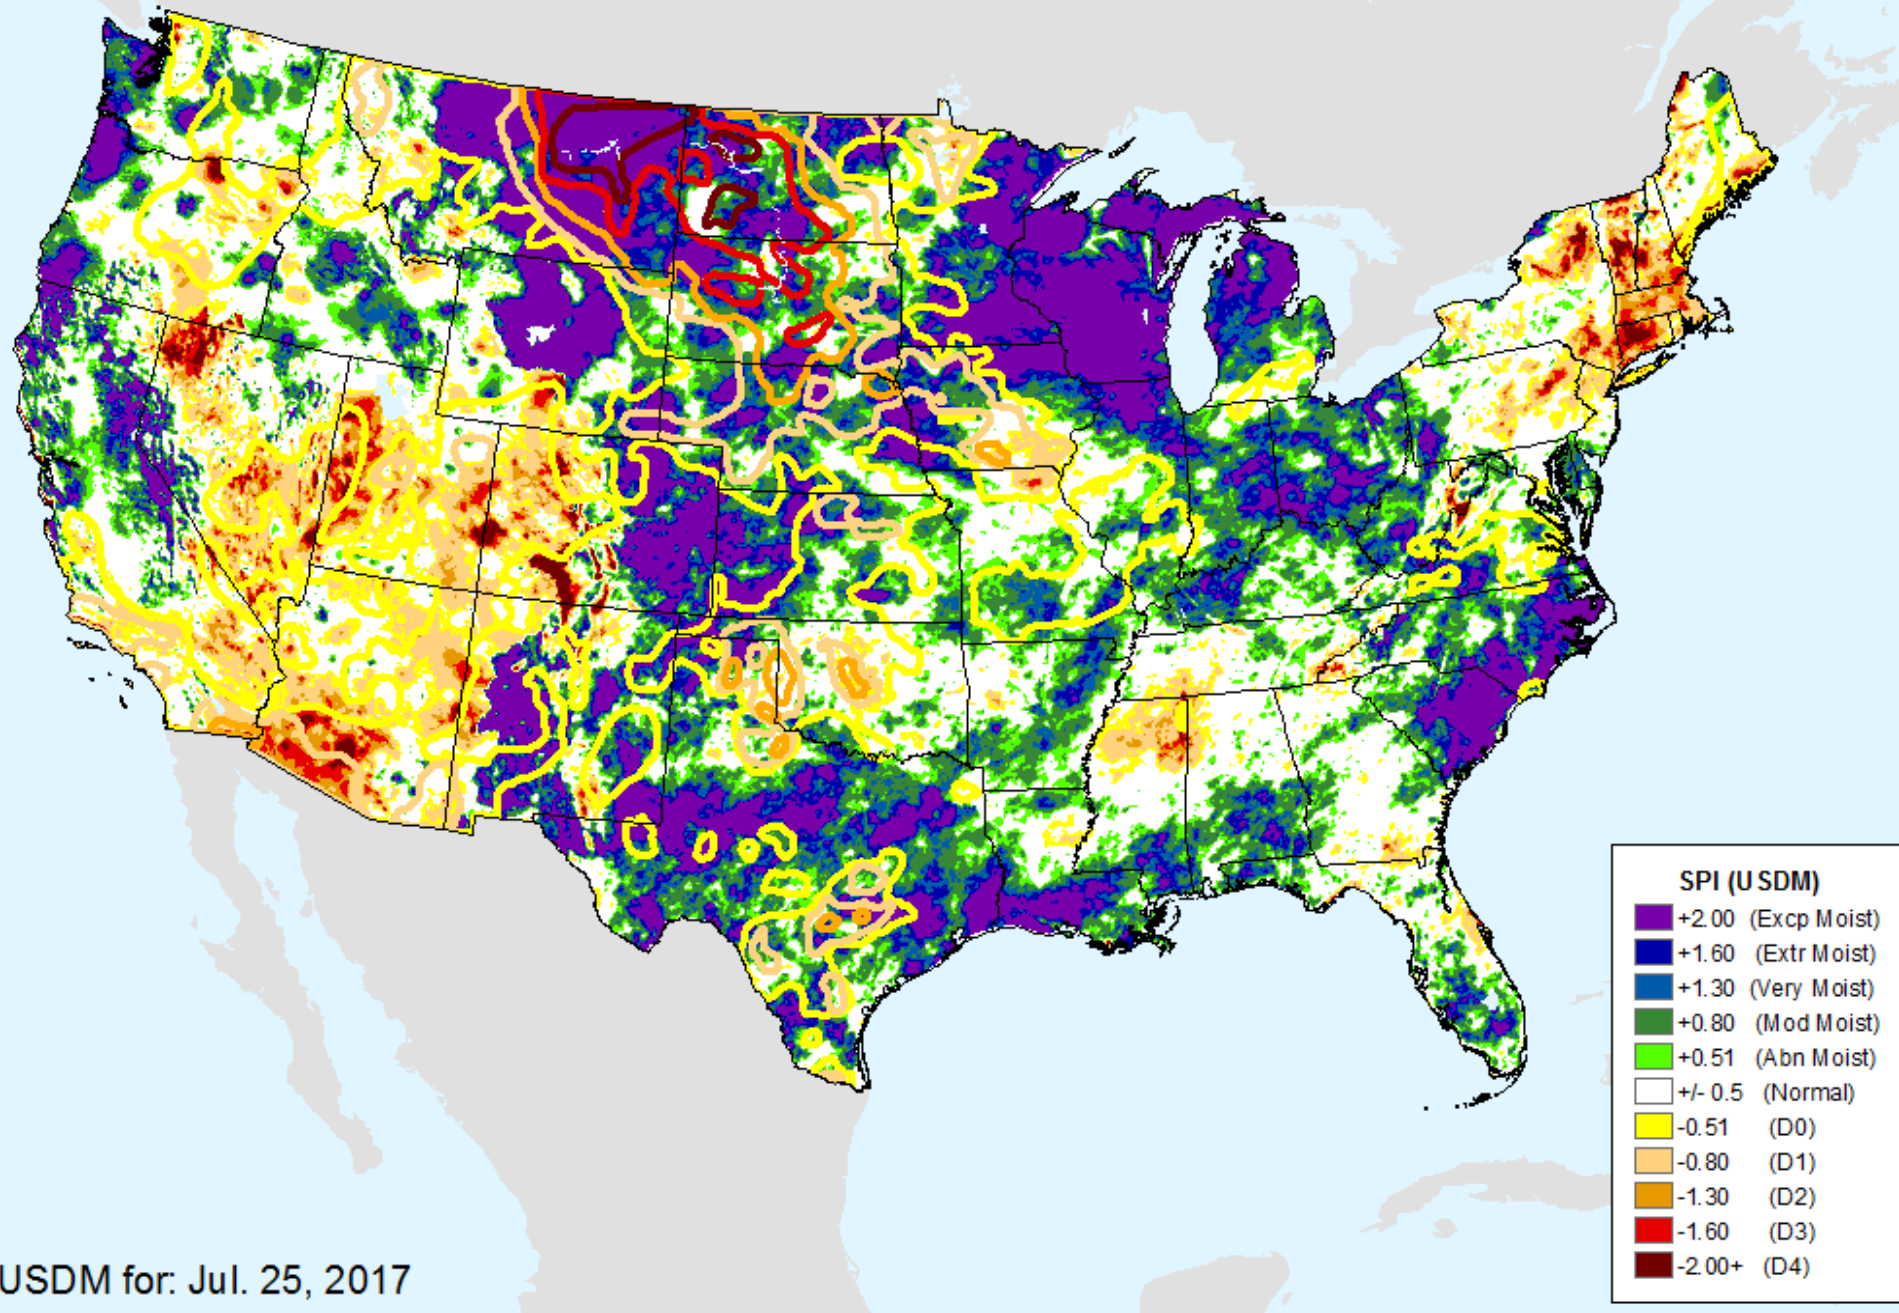 SPI (USDM)
+2.00 (Excp Moist)
+1.60 (Extr Moist)
+1.30 (Very Moist)
+0.80 (Mod Moist)
+0.51 (Abn Moist)
+/- 0.5 (Normal)
-0.51 (D0)
-0.80 (D1)
-1.30 (D2)
-1.60 (D3)
-2.00+ (D4)
USDM for: Jul. 25, 2017